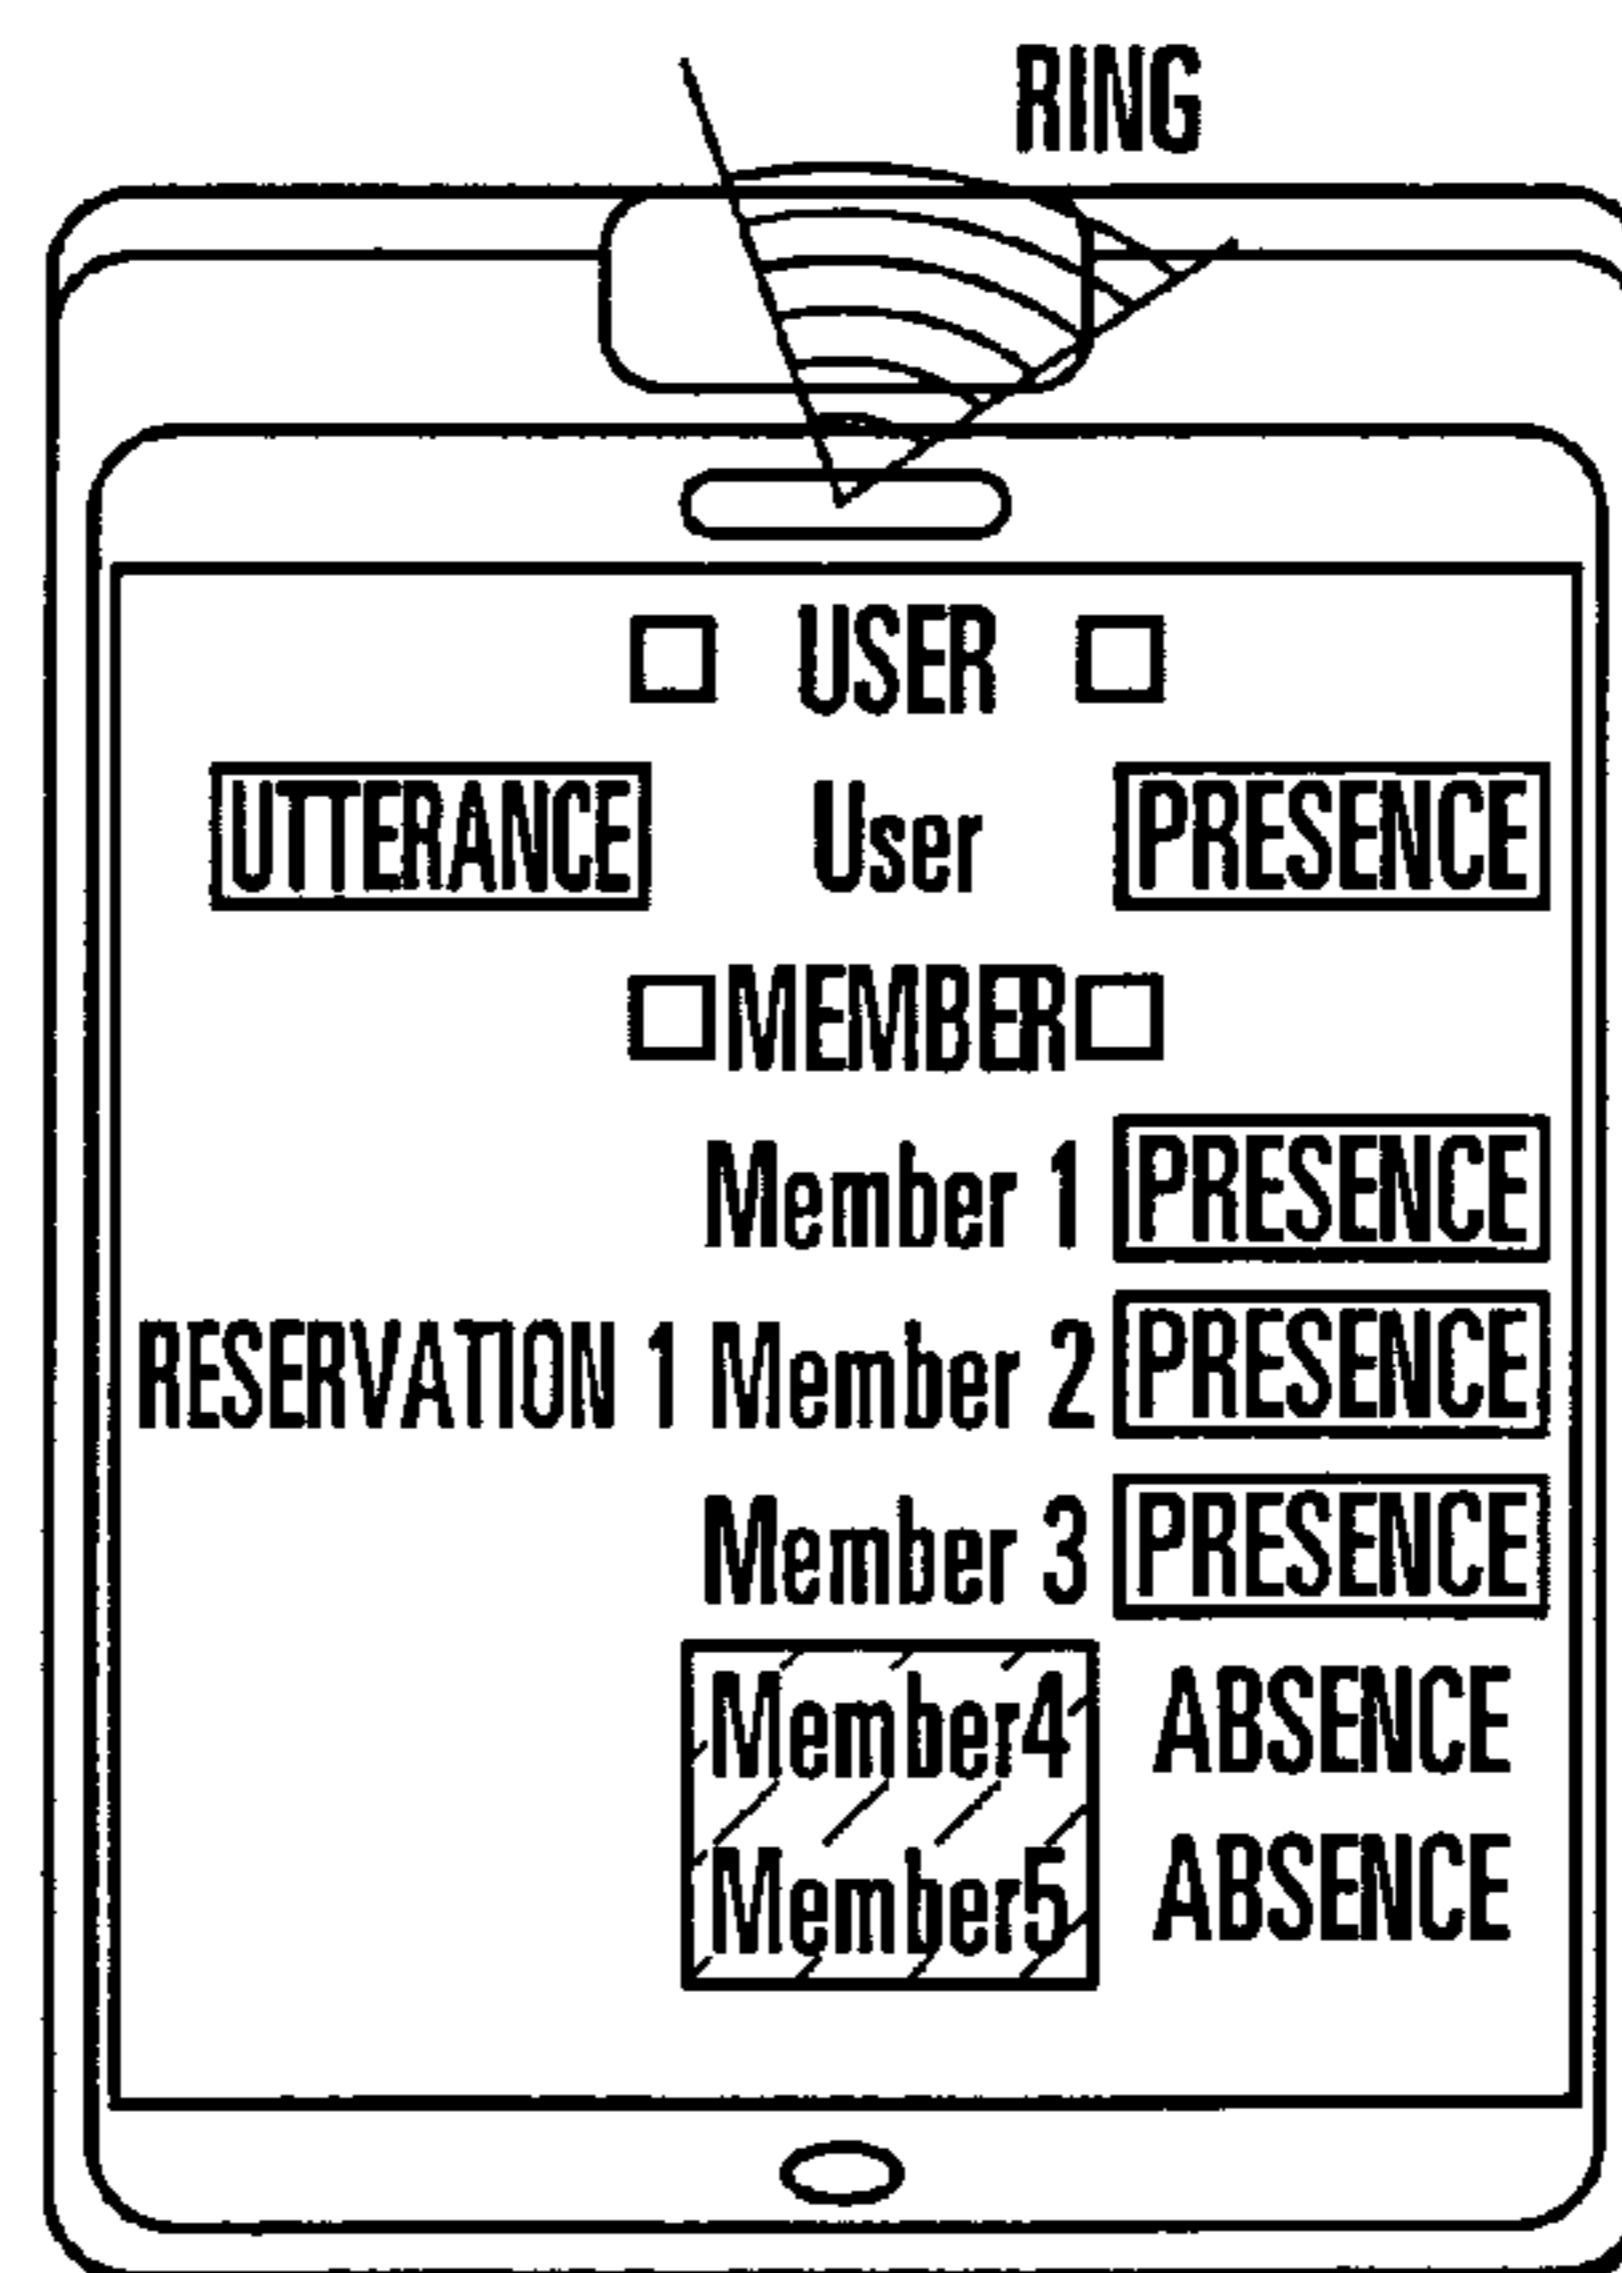 RING
□ USER □
UTTERANCE User PRESENCE
□ MEMBER □
Member 1 PRESENCE
RESERVATION 1 Member 2 PRESENCE
Member 3 PRESENCE
Member4 ABSENCE
Member5 ABSENCE